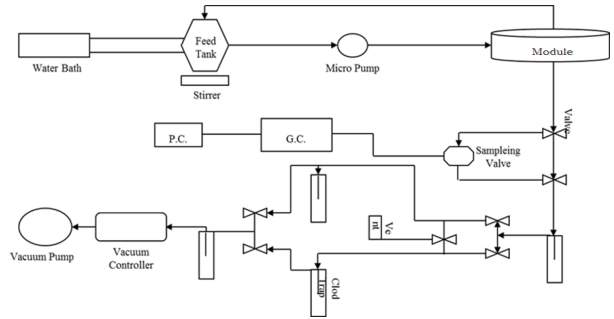 Feed
Tank
Module
Water Bath
Micro Pump
Stirrer
Valve
P.C.
G.C.
Sampleing
Valve
Ve
nt
Vacuum Pump
Vacuum
Controller
Clod
Trap